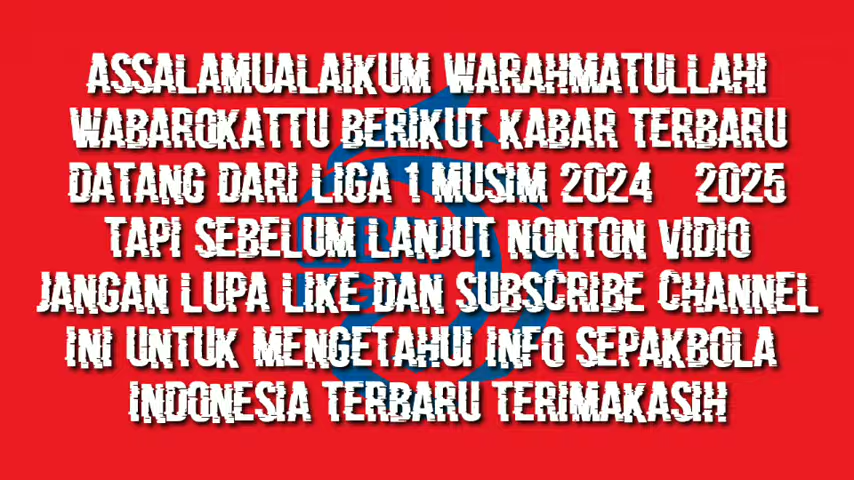 ASSALAMUALAIKUM WARAHMATULLAHI
WABAROKATTU BERIKUT KABAR TERBARU
DATANG DARI LIGA 1 MUSIM 2024 2025
TAPI SEBELUM LANJUT NONTON VIDIO
JANGAN LUPA LIKE DAN SUBSCRIBE CHANNEL
INI UNTUK MENGETAHUI INFO SEPAKBOLA
INDONESIA TERBARU TERIMAKASIH